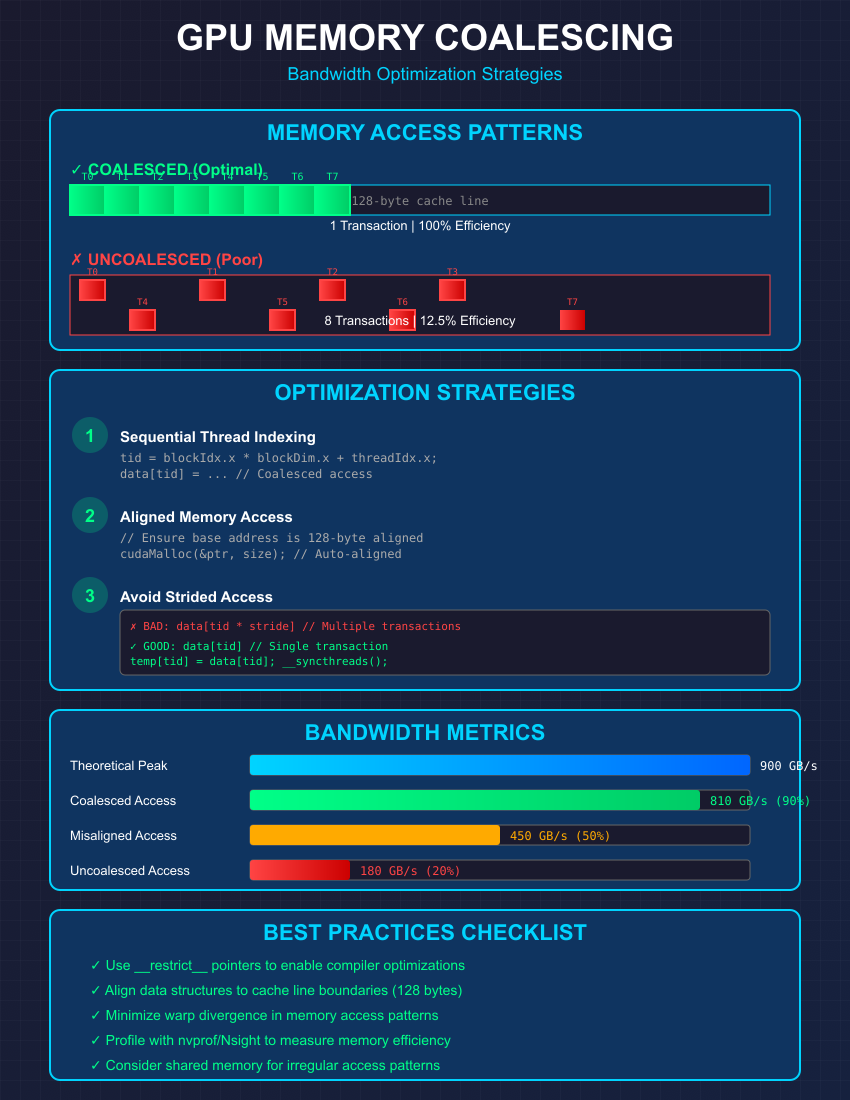 GPU MEMORY COALESCING
Bandwidth Optimization Strategies
MEMORY ACCESS PATTERNS
✓ COALESCED (Optimal)
T0 T1 T2 T3 T4 T5 T6 T7
128-byte cache line
1 Transaction | 100% Efficiency
✗ UNCOALESCED (Poor)
T0 T1 T2 T3
T4 T5 T6 T7
8 Transactions | 12.5% Efficiency
OPTIMIZATION STRATEGIES
1 Sequential Thread Indexing
tid = blockIdx.x * blockDim.x + threadIdx.x;
data[tid] = ... // Coalesced access
2 Aligned Memory Access
// Ensure base address is 128-byte aligned
cudaMalloc(&ptr, size); // Auto-aligned
3 Avoid Strided Access
✗ BAD: data[tid * stride] // Multiple transactions
✓ GOOD: data[tid] // Single transaction
temp[tid] = data[tid]; __syncthreads();
BANDWIDTH METRICS
Theoretical Peak 900 GB/s
Coalesced Access 810 GB/s (90%)
Misaligned Access 450 GB/s (50%)
Uncoalesced Access 180 GB/s (20%)
BEST PRACTICES CHECKLIST
✓ Use __restrict__ pointers to enable compiler optimizations
✓ Align data structures to cache line boundaries (128 bytes)
✓ Minimize warp divergence in memory access patterns
✓ Profile with nvprof/Nsight to measure memory efficiency
✓ Consider shared memory for irregular access patterns